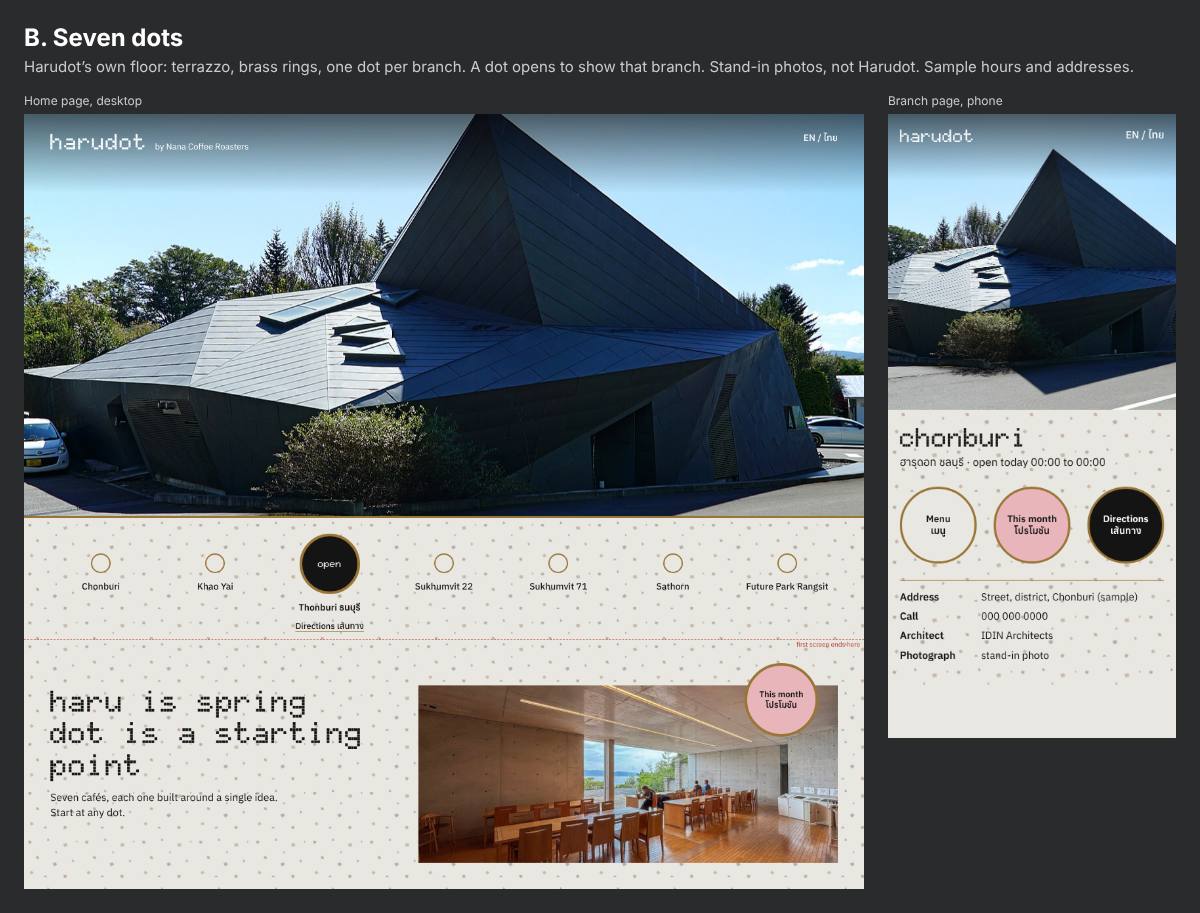 B. Seven dots
Harudot’s own floor: terrazzo, brass rings, one dot per branch. A dot opens to show that branch. Stand-in photos, not Harudot. Sample hours and addresses.
Home page, desktop
harudot by Nana Coffee Roasters
EN / ไทย
Chonburi
Khao Yai
open
Thonburi ธนบุรี
Directions เส้นทาง
Sukhumvit 22
Sukhumvit 71
Sathorn
Future Park Rangsit
first screen ends here
haru is spring
dot is a starting
point
Seven cafés, each one built around a single idea.
Start at any dot.
This month
โปรโมชัน
Branch page, phone
harudot
EN / ไทย
chonburi
ฮารุดอท ชลบุรี · open today 00:00 to 00:00
Menu
เมนู
This month
โปรโมชัน
Directions
เส้นทาง
Address Street, district, Chonburi (sample)
Call 000 000 0000
Architect IDIN Architects
Photograph stand-in photo